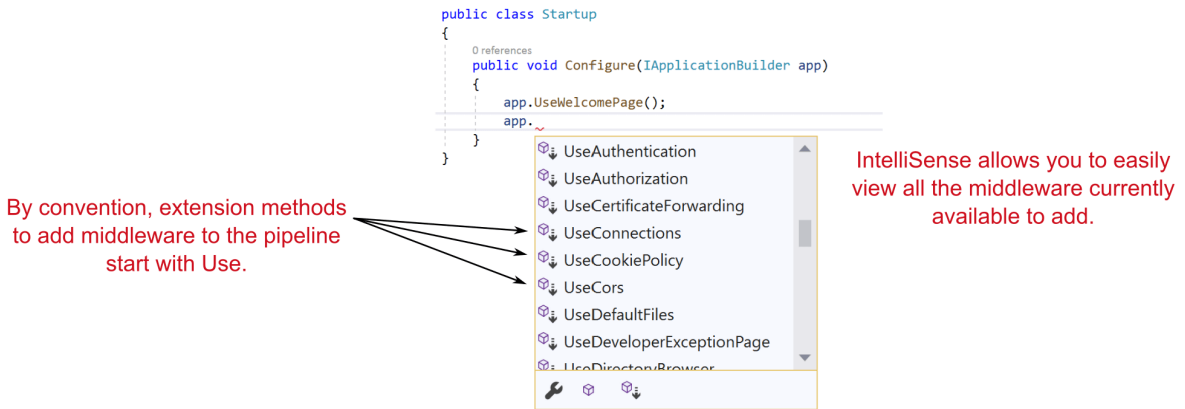 public class Startup
{
0 references
public void Configure(IApplicationBuilder app)
{
app.UseWelcomePage();
app.
}
}
UseAuthentication
UseAuthorization
UseCertificateForwarding
UseConnections
UseCookiePolicy
UseCors
UseDefaultFiles
UseDeveloperExceptionPage
UseDirectoryBrowser
By convention, extension methods
to add middleware to the pipeline
start with Use.
IntelliSense allows you to easily
view all the middleware currently
available to add.